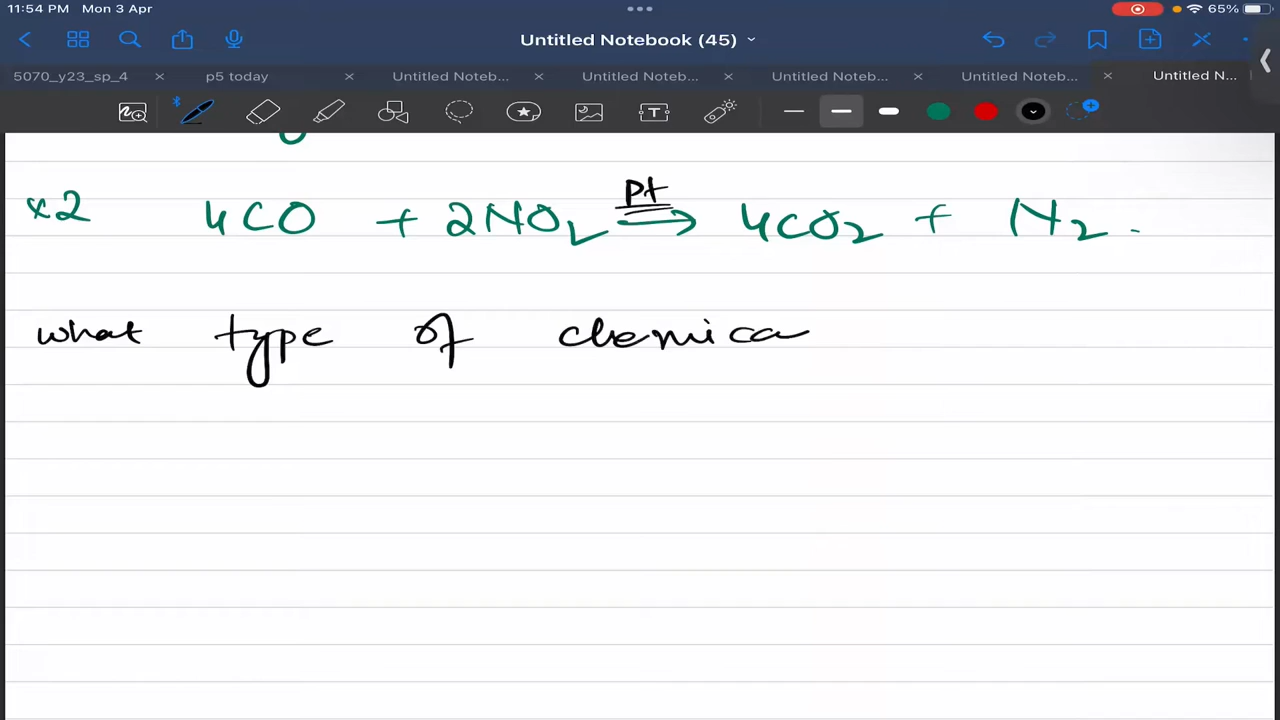 11:54 PM Mon 3 Apr
65%
Untitled Notebook (45)
5070_y23_sp_4 p5 today Untitled Noteb... Untitled Noteb... Untitled Noteb... Untitled Noteb... Untitled N...
x2 4CO + 2NO2 Pt → 4CO2 + N2.
what type of chemica